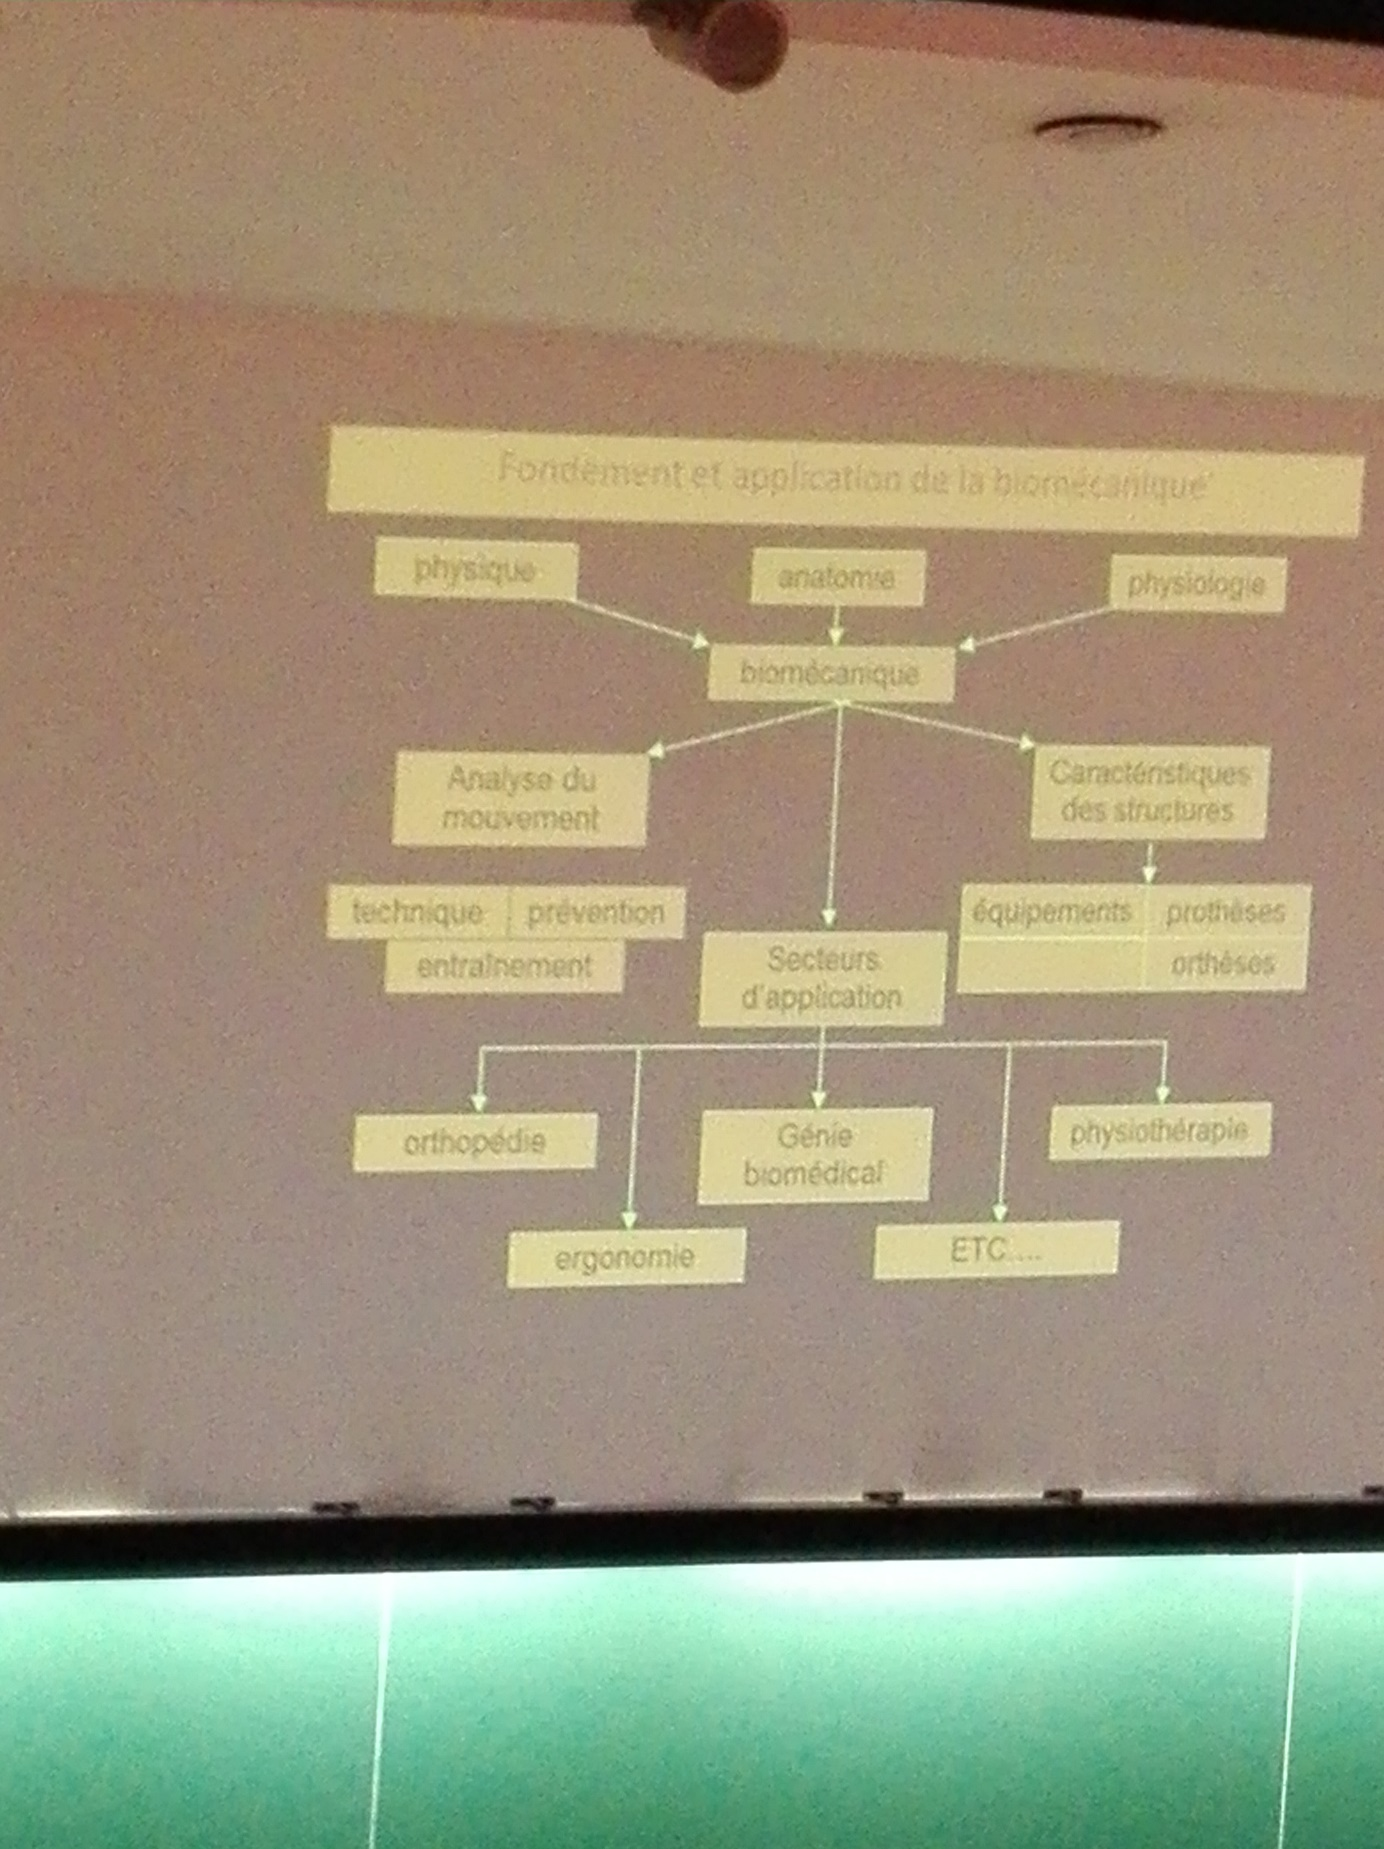 Fondement et application de la biomécanique
physique
anatomie
physiologie
biomécanique
Analyse du
mouvement
Caractéristiques
des structures
technique
prévention
entraînement
équipements
prothèses
orthèses
Secteurs
d'application
orthopédie
Génie
biomédical
physiothérapie
ergonomie
ETC....